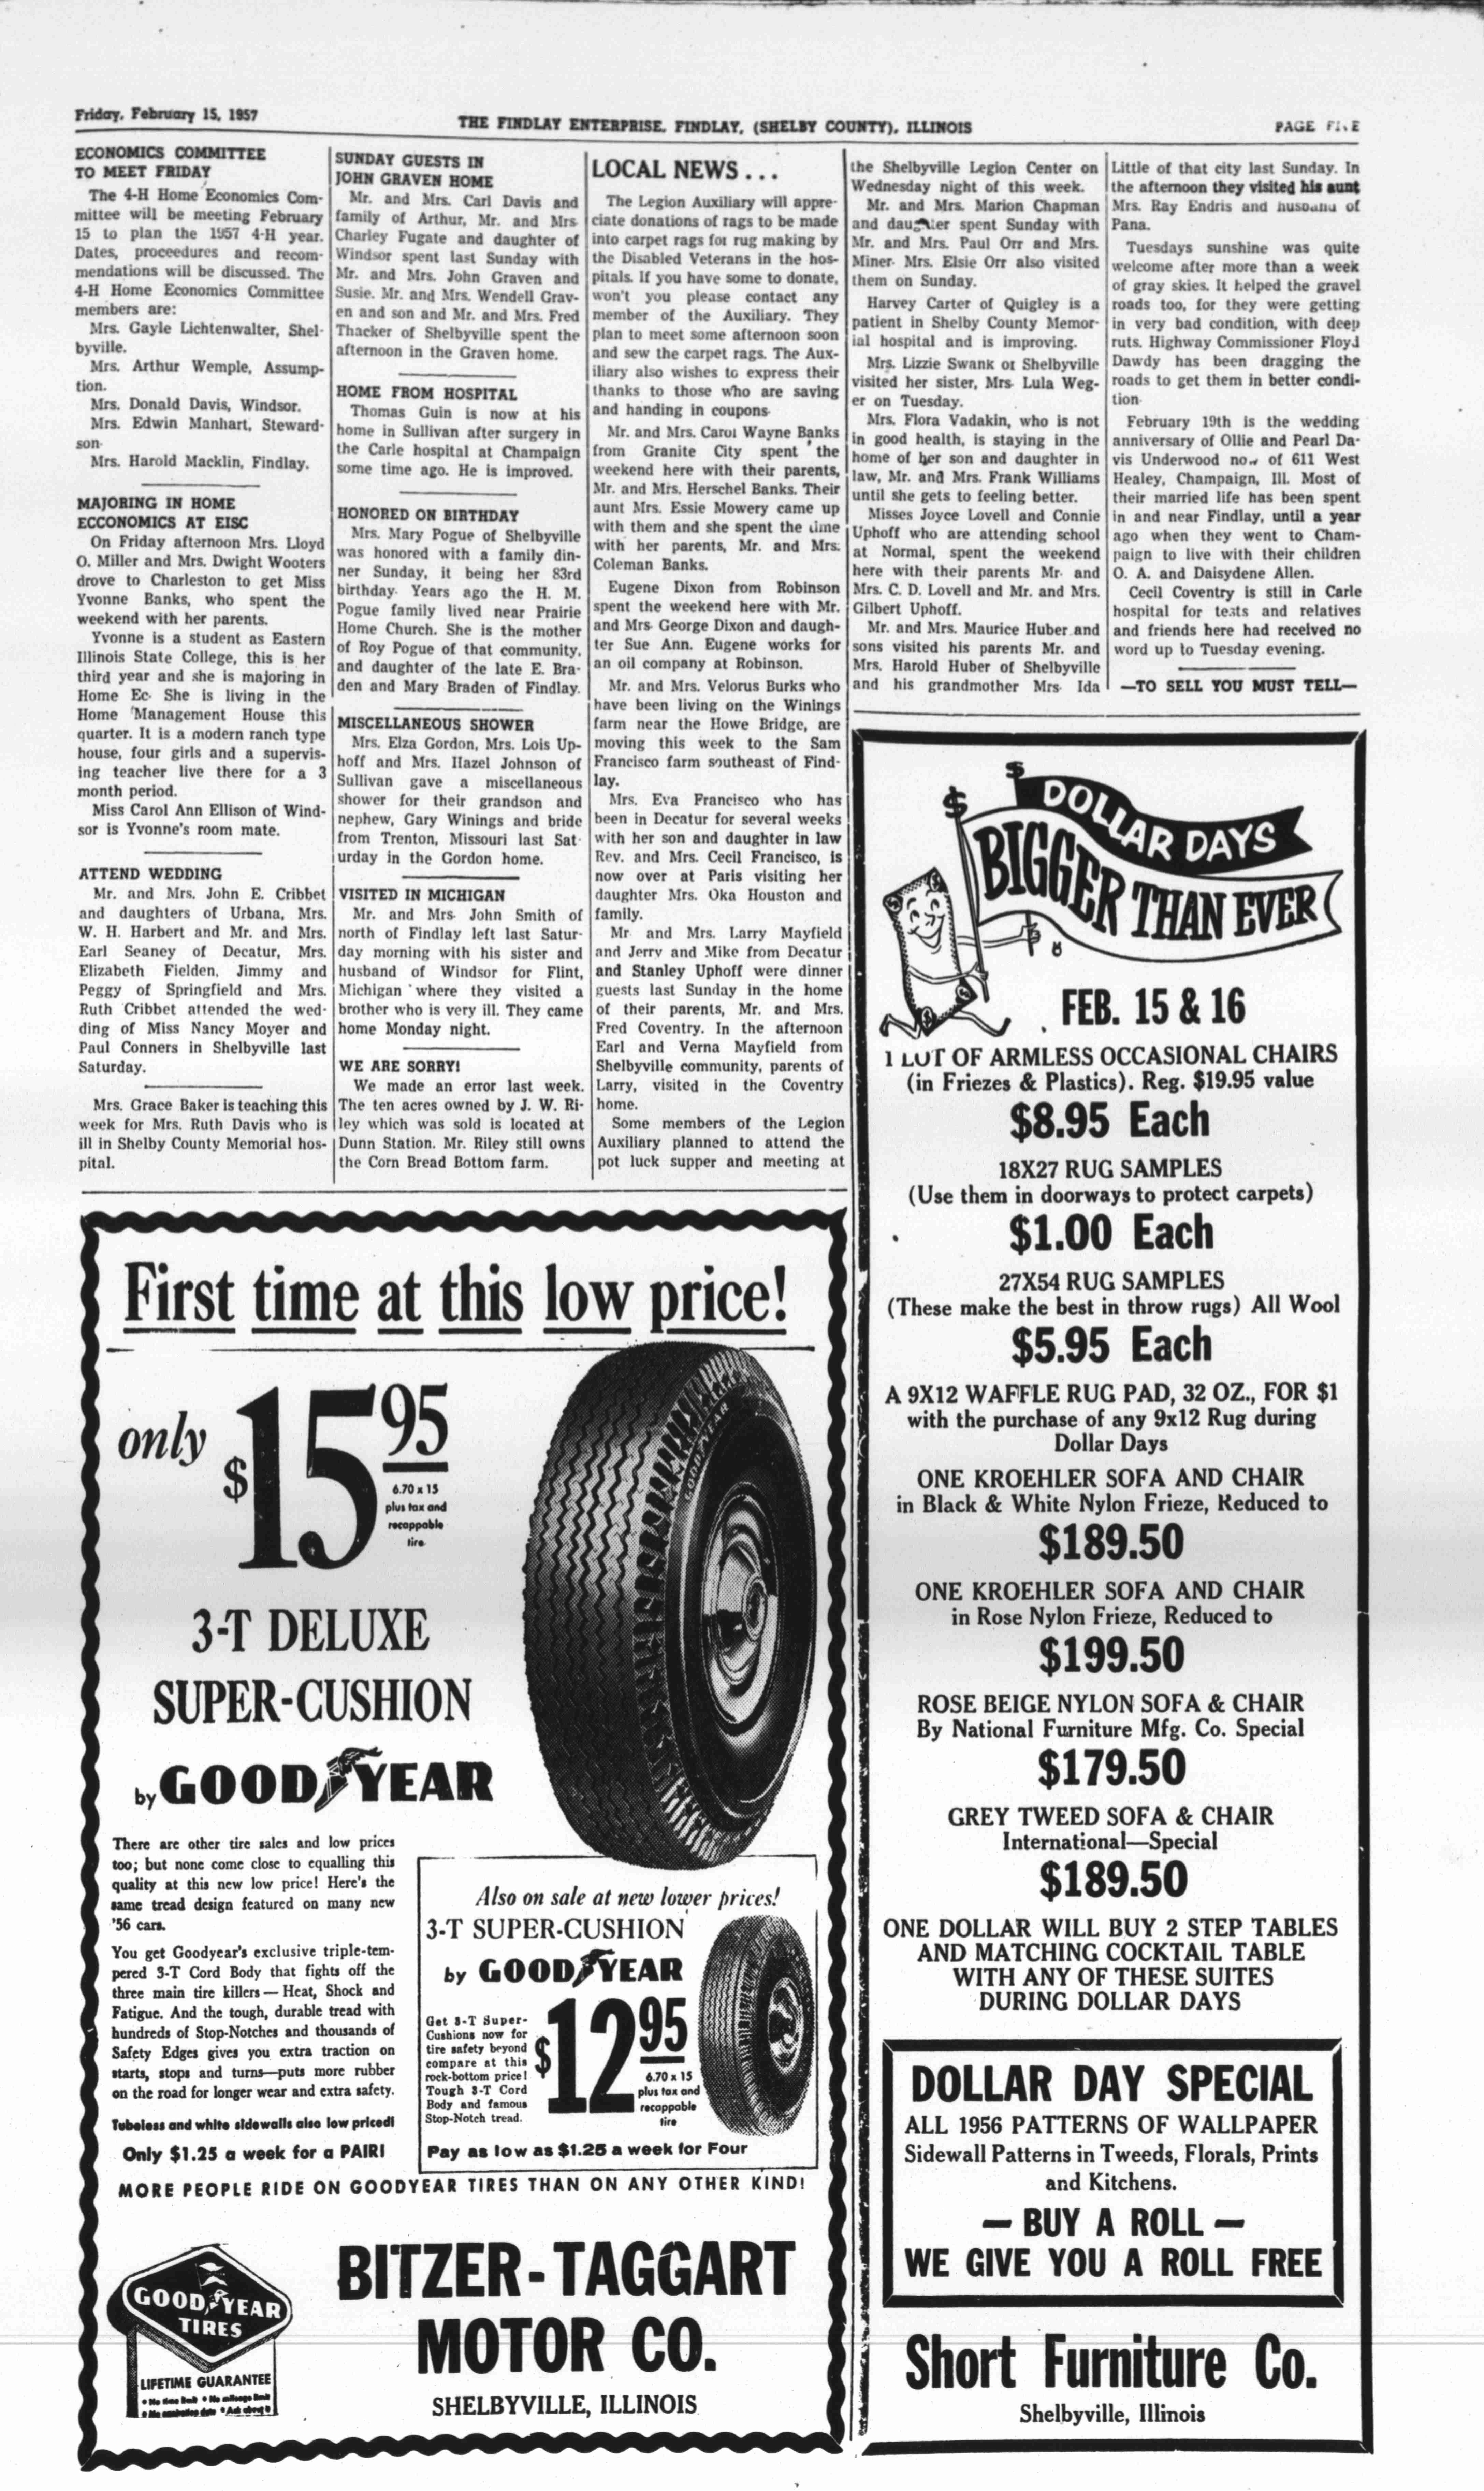 Friday, February 15, 1957
THE FINDLAY ENTERPRISE, FINDLAY, (SHELBY COUNTY), ILLINOIS
PAGE FIVE
ECONOMICS COMMITTEE
TO MEET FRIDAY
The 4-H Home Economics Com-
mittee will be meeting February
15 to plan the 1957 4-H year.
Dates, proceedures and recom-
mendations will be discussed. The
4-H Home Economics Committee
members are:
Mrs. Gayle Lichtenwalter, Shel-
byville.
Mrs. Arthur Wemple, Assump-
tion.
Mrs. Donald Davis, Windsor.
Mrs. Edwin Manhart, Steward-
son.
Mrs. Harold Macklin, Findlay.
MAJORING IN HOME
ECCONOMICS AT EISC
On Friday afternoon Mrs. Lloyd
O. Miller and Mrs. Dwight Wooters
drove to Charleston to get Miss
Yvonne Banks, who spent the
weekend with her parents.
Yvonne is a student as Eastern
Illinois State College, this is her
third year and she is majoring in
Home Ec. She is living in the
Home Management House this
quarter. It is a modern ranch type
house, four girls and a supervis-
ing teacher live there for a 3
month period.
Miss Carol Ann Ellison of Wind-
sor is Yvonne's room mate.
ATTEND WEDDING
Mr. and Mrs. John E. Cribbet
and daughters of Urbana, Mrs.
W. H. Harbert and Mr. and Mrs.
Earl Seaney of Decatur, Mrs.
Elizabeth Fielden, Jimmy and
Peggy of Springfield and Mrs.
Ruth Cribbet attended the wed-
ding of Miss Nancy Moyer and
Paul Conners in Shelbyville last
Saturday.
Mrs. Grace Baker is teaching this
week for Mrs. Ruth Davis who is
ill in Shelby County Memorial hos-
pital.
SUNDAY GUESTS IN
JOHN GRAVEN HOME
Mr. and Mrs. Carl Davis and
family of Arthur, Mr. and Mrs.
Charley Fugate and daughter of
Windsor spent last Sunday with
Mr. and Mrs. John Graven and
Susie. Mr. and Mrs. Wendell Grav-
en and son and Mr. and Mrs. Fred
Thacker of Shelbyville spent the
afternoon in the Graven home.
HOME FROM HOSPITAL
Thomas Guin is now at his
home in Sullivan after surgery in
the Carle hospital at Champaign
some time ago. He is improved.
HONORED ON BIRTHDAY
Mrs. Mary Pogue of Shelbyville
was honored with a family din-
ner Sunday, it being her 83rd
birthday. Years ago the H. M.
Pogue family lived near Prairie
Home Church. She is the mother
of Roy Pogue of that community,
and daughter of the late E. Bra-
den and Mary Braden of Findlay.
MISCELLANEOUS SHOWER
Mrs. Elza Gordon, Mrs. Lois Up-
hoff and Mrs. Hazel Johnson of
Sullivan gave a miscellaneous
shower for their grandson and
nephew, Gary Winings and bride
from Trenton, Missouri last Sat-
urday in the Gordon home.
VISITED IN MICHIGAN
Mr. and Mrs. John Smith of
north of Findlay left last Satur-
day morning with his sister and
husband of Windsor for Flint,
Michigan where they visited a
brother who is very ill. They came
home Monday night.
WE ARE SORRY!
We made an error last week.
The ten acres owned by J. W. Ri-
ley which was sold is located at
Dunn Station. Mr. Riley still owns
the Corn Bread Bottom farm.
LOCAL NEWS . . .
The Legion Auxiliary will appre-
ciate donations of rags to be made
into carpet rags for rug making by
the Disabled Veterans in the hos-
pitals. If you have some to donate,
won't you please contact any
member of the Auxiliary. They
plan to meet some afternoon soon
and sew the carpet rags. The Aux-
iliary also wishes to express their
thanks to those who are saving
and handing in coupons.
Mr. and Mrs. Carol Wayne Banks
from Granite City spent the
weekend here with their parents,
Mr. and Mrs. Herschel Banks. Their
aunt Mrs. Essie Mowery came up
with them and she spent the time
with her parents, Mr. and Mrs.
Coleman Banks.
Eugene Dixon from Robinson
spent the weekend here with Mr.
and Mrs. George Dixon and daugh-
ter Sue Ann. Eugene works for
an oil company at Robinson.
Mr. and Mrs. Velorus Burks who
have been living on the Winings
farm near the Howe Bridge, are
moving this week to the Sam
Francisco farm southeast of Find-
lay.
Mrs. Eva Francisco who has
been in Decatur for several weeks
with her son and daughter in law
Rev. and Mrs. Cecil Francisco, is
now over at Paris visiting her
daughter Mrs. Oka Houston and
family.
Mr. and Mrs. Larry Mayfield
and Jerry and Mike from Decatur
and Stanley Uphoff were dinner
guests last Sunday in the home
of their parents, Mr. and Mrs.
Fred Coventry. In the afternoon
Earl and Verna Mayfield from
Shelbyville community, parents of
Larry, visited in the Coventry
home.
Some members of the Legion
Auxiliary planned to attend the
pot luck supper and meeting at
the Shelbyville Legion Center on
Wednesday night of this week.
Mr. and Mrs. Marion Chapman
and daughter spent Sunday with
Mr. and Mrs. Paul Orr and Mrs.
Miner. Mrs. Elsie Orr also visited
them on Sunday.
Harvey Carter of Quigley is a
patient in Shelby County Memor-
ial hospital and is improving.
Mrs. Lizzie Swank of Shelbyville
visited her sister, Mrs. Lula Weg-
er on Tuesday.
Mrs. Flora Vadakin, who is not
in good health, is staying in the
home of her son and daughter in
law, Mr. and Mrs. Frank Williams
until she gets to feeling better.
Misses Joyce Lovell and Connie
Uphoff who are attending school
at Normal, spent the weekend
here with their parents Mr. and
Mrs. C. D. Lovell and Mr. and Mrs.
Gilbert Uphoff.
Mr. and Mrs. Maurice Huber and
sons visited his parents Mr. and
Mrs. Harold Huber of Shelbyville
and his grandmother Mrs. Ida
Little of that city last Sunday. In
the afternoon they visited his aunt
Mrs. Ray Endris and husband of
Pana.
Tuesdays sunshine was quite
welcome after more than a week
of gray skies. It helped the gravel
roads too, for they were getting
in very bad condition, with deep
ruts. Highway Commissioner Floyd
Dawdy has been dragging the
roads to get them in better condi-
tion.
February 19th is the wedding
anniversary of Ollie and Pearl Da-
vis Underwood now of 611 West
Healey, Champaign, Ill. Most of
their married life has been spent
in and near Findlay, until a year
ago when they went to Cham-
paign to live with their children
O. A. and Daisydene Allen.
Cecil Coventry is still in Carle
hospital for tests and relatives
and friends here had received no
word up to Tuesday evening.
—TO SELL YOU MUST TELL—
First time at this low price!
only $15 95
6.70 x 15
plus tax and
recappable
tire
3-T DELUXE
SUPER-CUSHION
by GOODYEAR
GOODYEAR
There are other tire sales and low prices
too; but none come close to equalling this
quality at this new low price! Here's the
same tread design featured on many new
'56 cars.
You get Goodyear's exclusive triple-tem-
pered 3-T Cord Body that fights off the
three main tire killers — Heat, Shock and
Fatigue. And the tough, durable tread with
hundreds of Stop-Notches and thousands of
Safety Edges gives you extra traction on
starts, stops and turns—puts more rubber
on the road for longer wear and extra safety.
Tubeless and white sidewalls also low priced!
Only $1.25 a week for a PAIR!
Also on sale at new lower prices!
3-T SUPER-CUSHION
by GOODYEAR
Get 3-T Super-
Cushions now for
tire safety beyond
compare at this
rock-bottom price!
Tough 3-T Cord
Body and famous
Stop-Notch tread.
$12 95
6.70 x 15
plus tax and
recappable
tire
Pay as low as $1.25 a week for Four
MORE PEOPLE RIDE ON GOODYEAR TIRES THAN ON ANY OTHER KIND!
GOODYEAR
TIRES
LIFETIME GUARANTEE
• No time limit • No mileage limit
BITZER-TAGGART
MOTOR CO.
SHELBYVILLE, ILLINOIS
DOLLAR DAYS
BIGGER THAN EVER
FEB. 15 & 16
1 LOT OF ARMLESS OCCASIONAL CHAIRS
(in Friezes & Plastics). Reg. $19.95 value
$8.95 Each
18X27 RUG SAMPLES
(Use them in doorways to protect carpets)
$1.00 Each
27X54 RUG SAMPLES
(These make the best in throw rugs) All Wool
$5.95 Each
A 9X12 WAFFLE RUG PAD, 32 OZ., FOR $1
with the purchase of any 9x12 Rug during
Dollar Days
ONE KROEHLER SOFA AND CHAIR
in Black & White Nylon Frieze, Reduced to
$189.50
ONE KROEHLER SOFA AND CHAIR
in Rose Nylon Frieze, Reduced to
$199.50
ROSE BEIGE NYLON SOFA & CHAIR
By National Furniture Mfg. Co. Special
$179.50
GREY TWEED SOFA & CHAIR
International—Special
$189.50
ONE DOLLAR WILL BUY 2 STEP TABLES
AND MATCHING COCKTAIL TABLE
WITH ANY OF THESE SUITES
DURING DOLLAR DAYS
DOLLAR DAY SPECIAL
ALL 1956 PATTERNS OF WALLPAPER
Sidewall Patterns in Tweeds, Florals, Prints
and Kitchens.
— BUY A ROLL —
WE GIVE YOU A ROLL FREE
Short Furniture Co.
Shelbyville, Illinois